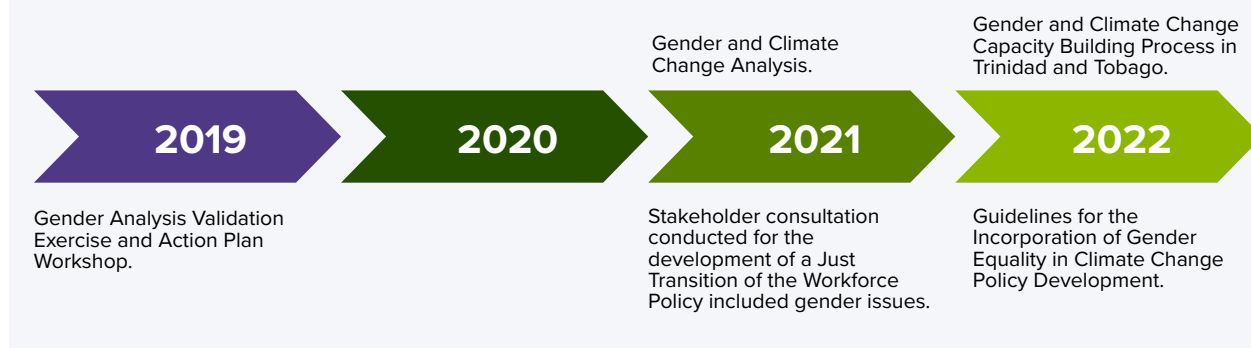 Gender and Climate
Change Analysis.
Gender and Climate Change
Capacity Building Process in
Trinidad and Tobago.
2019
2020
2021
2022
Gender Analysis Validation
Exercise and Action Plan
Workshop.
Stakeholder consultation
conducted for the
development of a Just
Transition of the Workforce
Policy included gender issues.
Guidelines for the
Incorporation of Gender
Equality in Climate Change
Policy Development.